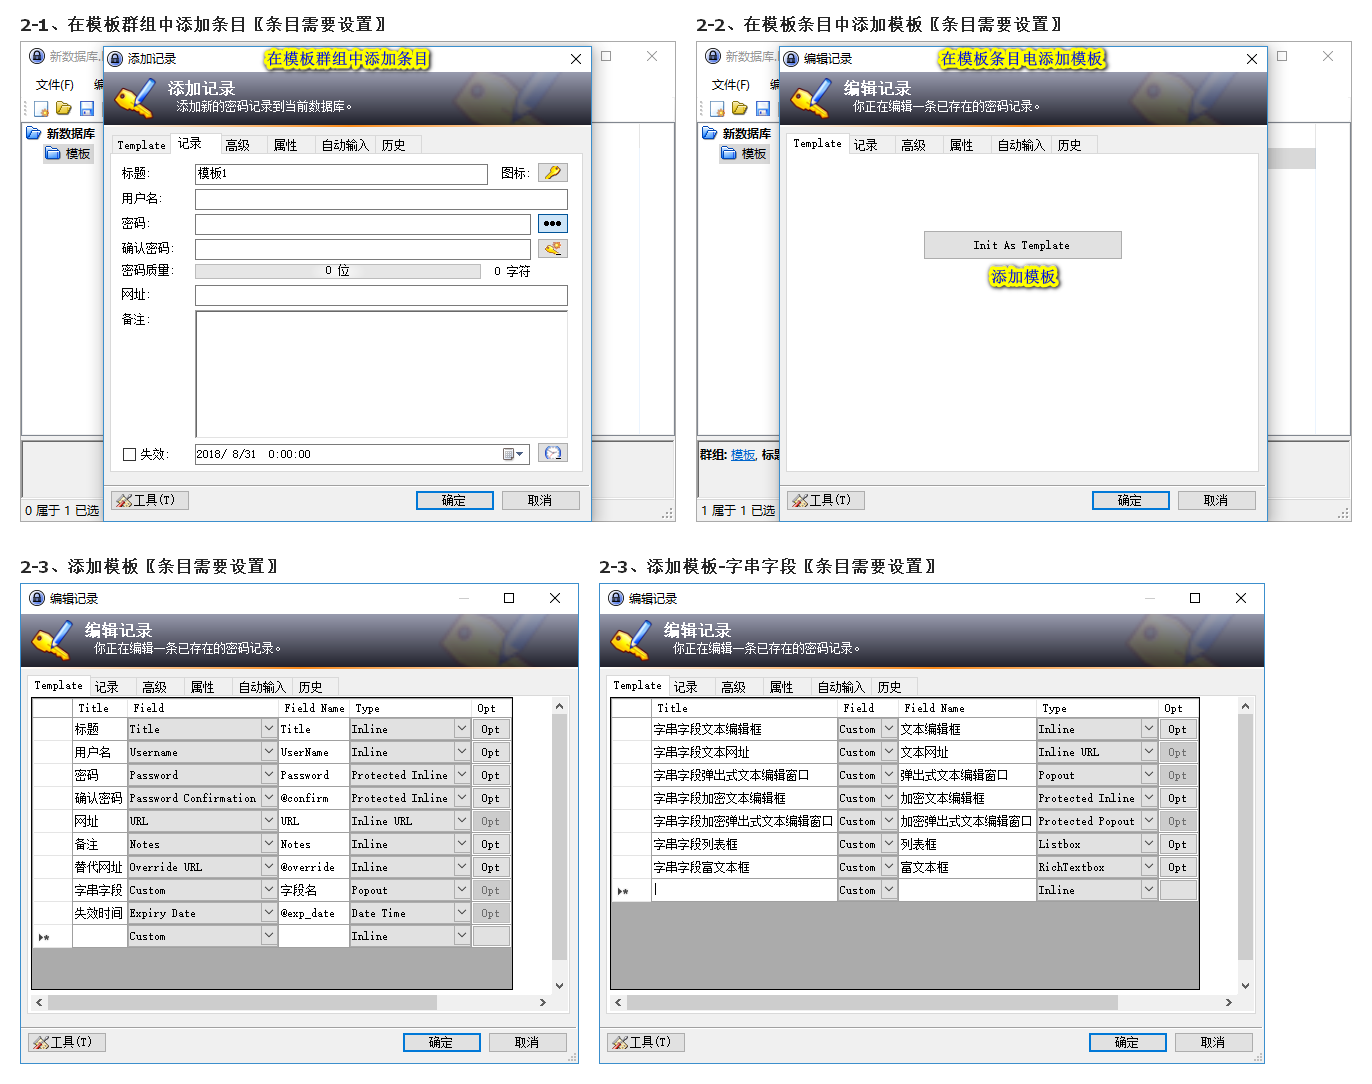 2-1、在模板群组中添加条目〖条目需要设置〗
新数据库.
添加记录
在模板群组中添加条目
文件(F)
添加记录
添加新的密码记录到当前数据库。
新数据库
模板
Template 记录 高级 属性 自动输入 历史
标题: 模板1 图标:
用户名:
密码:
确认密码:
密码质量: 0 位 0 字符
网址:
备注:
失效: 2018/ 8/31 0:00:00
工具(T) 确定 取消
0 属于 1 已选
2-2、在模板条目中添加模板〖条目需要设置〗
新数据库.
编辑记录
在模板条目电添加模板
文件(F)
编辑记录
你正在编辑一条已存在的密码记录。
新数据库
模板
Template 记录 高级 属性 自动输入 历史
Init As Template
添加模板
群组: 模板, 标题
工具(T) 确定 取消
1 属于 1 已选
2-3、添加模板〖条目需要设置〗
编辑记录
编辑记录
你正在编辑一条已存在的密码记录。
Template 记录 高级 属性 自动输入 历史
Title Field Field Name Type Opt
标题 Title Title Inline Opt
用户名 Username UserName Inline Opt
密码 Password Password Protected Inline Opt
确认密码 Password Confirmation @confirm Protected Inline Opt
网址 URL URL Inline URL Opt
备注 Notes Notes Inline Opt
替代网址 Override URL @override Inline Opt
字串字段 Custom 字段名 Popout Opt
失效时间 Expiry Date @exp_date Date Time Opt
Custom Inline
工具(T) 确定 取消
2-3、添加模板-字串字段〖条目需要设置〗
编辑记录
编辑记录
你正在编辑一条已存在的密码记录。
Template 记录 高级 属性 自动输入 历史
Title Field Field Name Type Opt
字串字段文本编辑框 Custom 文本编辑框 Inline Opt
字串字段文本网址 Custom 文本网址 Inline URL Opt
字串字段弹出式文本编辑窗口 Custom 弹出式文本编辑窗口 Popout Opt
字串字段加密文本编辑框 Custom 加密文本编辑框 Protected Inline Opt
字串字段加密弹出式文本编辑窗口 Custom 加密弹出式文本编辑窗口 Protected Popout Opt
字串字段列表框 Custom 列表框 Listbox Opt
字串字段富文本框 Custom 富文本框 RichTextbox Opt
Custom Inline
工具(T) 确定 取消